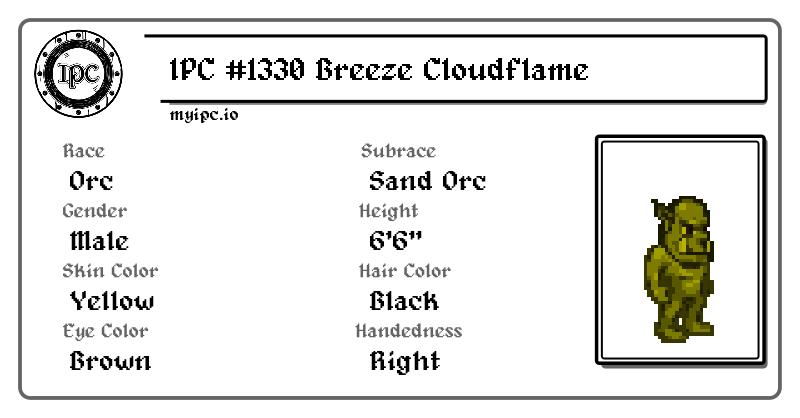 IPC
IPC #1330 Breeze Cloudflame
myipc.io
Race
Orc
Subrace
Sand Orc
Gender
Male
Height
6'6"
Skin Color
Yellow
Hair Color
Black
Eye Color
Brown
Handedness
Right